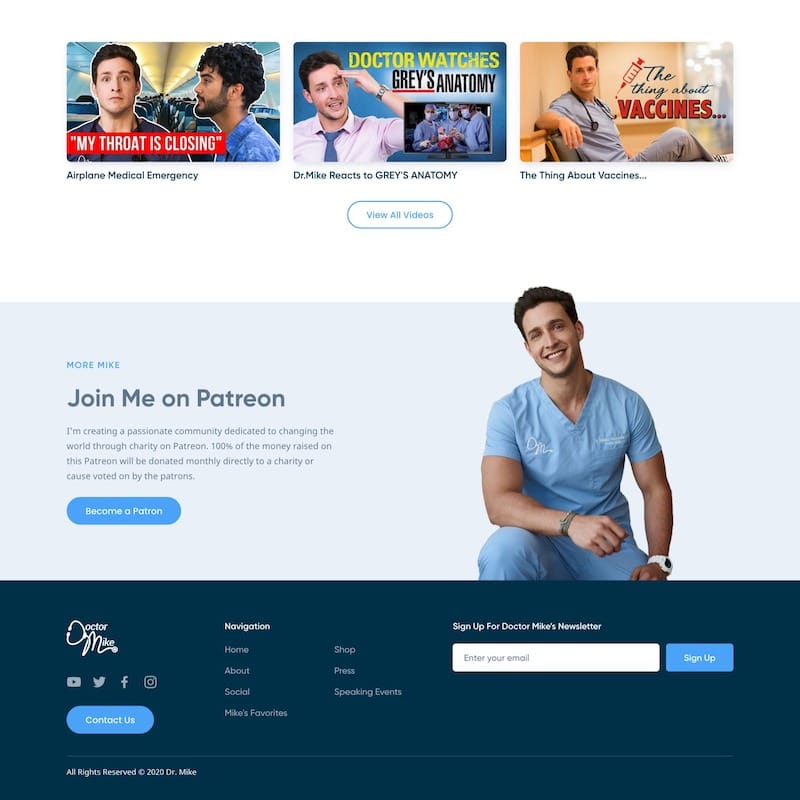 "MY THROAT IS CLOSING"
DOCTOR WATCHES
GREY'S ANATOMY
The
thing about
VACCINES...
Airplane Medical Emergency
Dr.Mike Reacts to GREY'S ANATOMY
The Thing About Vaccines...
View All Videos
MORE MIKE
Join Me on Patreon
I'm creating a passionate community dedicated to changing the
world through charity on Patreon. 100% of the money raised on
this Patreon will be donated monthly directly to a charity or
cause voted on by the patrons.
Become a Patron
DM
Doctor
Mike
Contact Us
Navigation
Home
About
Social
Mike's Favorites
Shop
Press
Speaking Events
Sign Up For Doctor Mike's Newsletter
Enter your email
Sign Up
All Rights Reserved © 2020 Dr. Mike